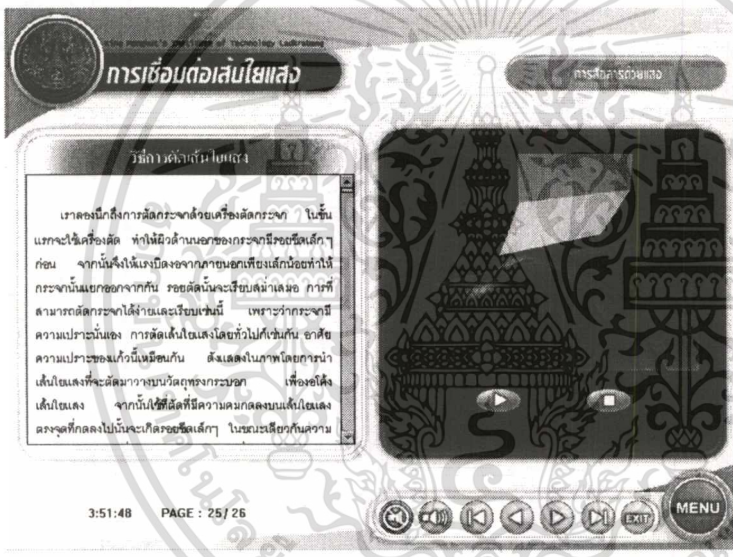 King Mongkut's Institute of Technology Ladkrabang
การเชื่อมต่อเส้นใยแสง
การสื่อสารด้วยแสง
วิธีการตัดเส้นใยแสง
เราลองนึกถึงการตัดกระจกด้วยเครื่องตัดกระจก ในขั้น
แรกจะใช้เครื่องตัด ทำให้ผิวด้านนอกของกระจกมีรอยขีดเล็กๆ
ก่อน จากนั้นจึงให้แรงบิดงอจากภายนอกเพียงเล็กน้อยทำให้
กระจกนั้นแยกออกจากกัน รอยตัดนั้นจะเรียบสม่ำเสมอ การที่
สามารถตัดกระจกได้ง่ายและเรียบเช่นนี้ เพราะว่ากระจกมี
ความเปราะนั่นเอง การตัดเส้นใยแสงโดยทั่วไปก็เช่นกัน อาศัย
ความเปราะของแก้วนี้เหมือนกัน ดังแสดงในภาพโดยการนำ
เส้นใยแสงที่จะตัดมาวางบนวัตถุทรงกระบอก เพื่องอโค้ง
เส้นใยแสง จากนั้นใช้ที่ตัดที่มีความคมกดลงบนเส้นใยแสง
ตรงจุดที่กดลงไปนั้นจะเกิดรอยขีดเล็กๆ ในขณะเดียวกันความ
3:51:48 PAGE : 25 / 26
EXIT
MENU